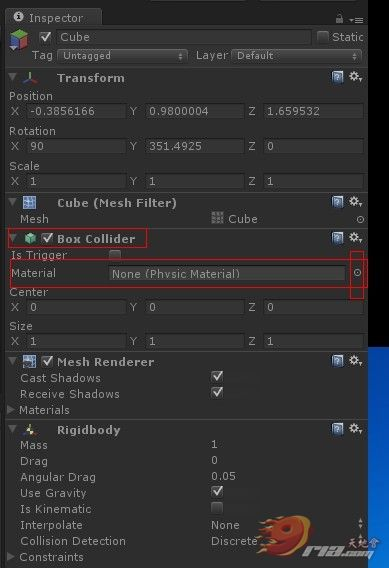 Inspector
Cube Static
Tag Untagged Layer Default
Transform
Position
X -0.3856166 Y 0.9800004 Z 1.659532
Rotation
X 90 Y 351.4925 Z 0
Scale
X 1 Y 1 Z 1
Cube (Mesh Filter)
Mesh Cube
Box Collider
Is Trigger
Material None (Physic Material)
Center
X 0 Y 0 Z 0
Size
X 1 Y 1 Z 1
Mesh Renderer
Cast Shadows
Receive Shadows
Materials
Rigidbody
Mass 1
Drag 0
Angular Drag 0.05
Use Gravity
Is Kinematic
Interpolate None
Collision Detection Discrete
Constraints
9ria.com 天地會